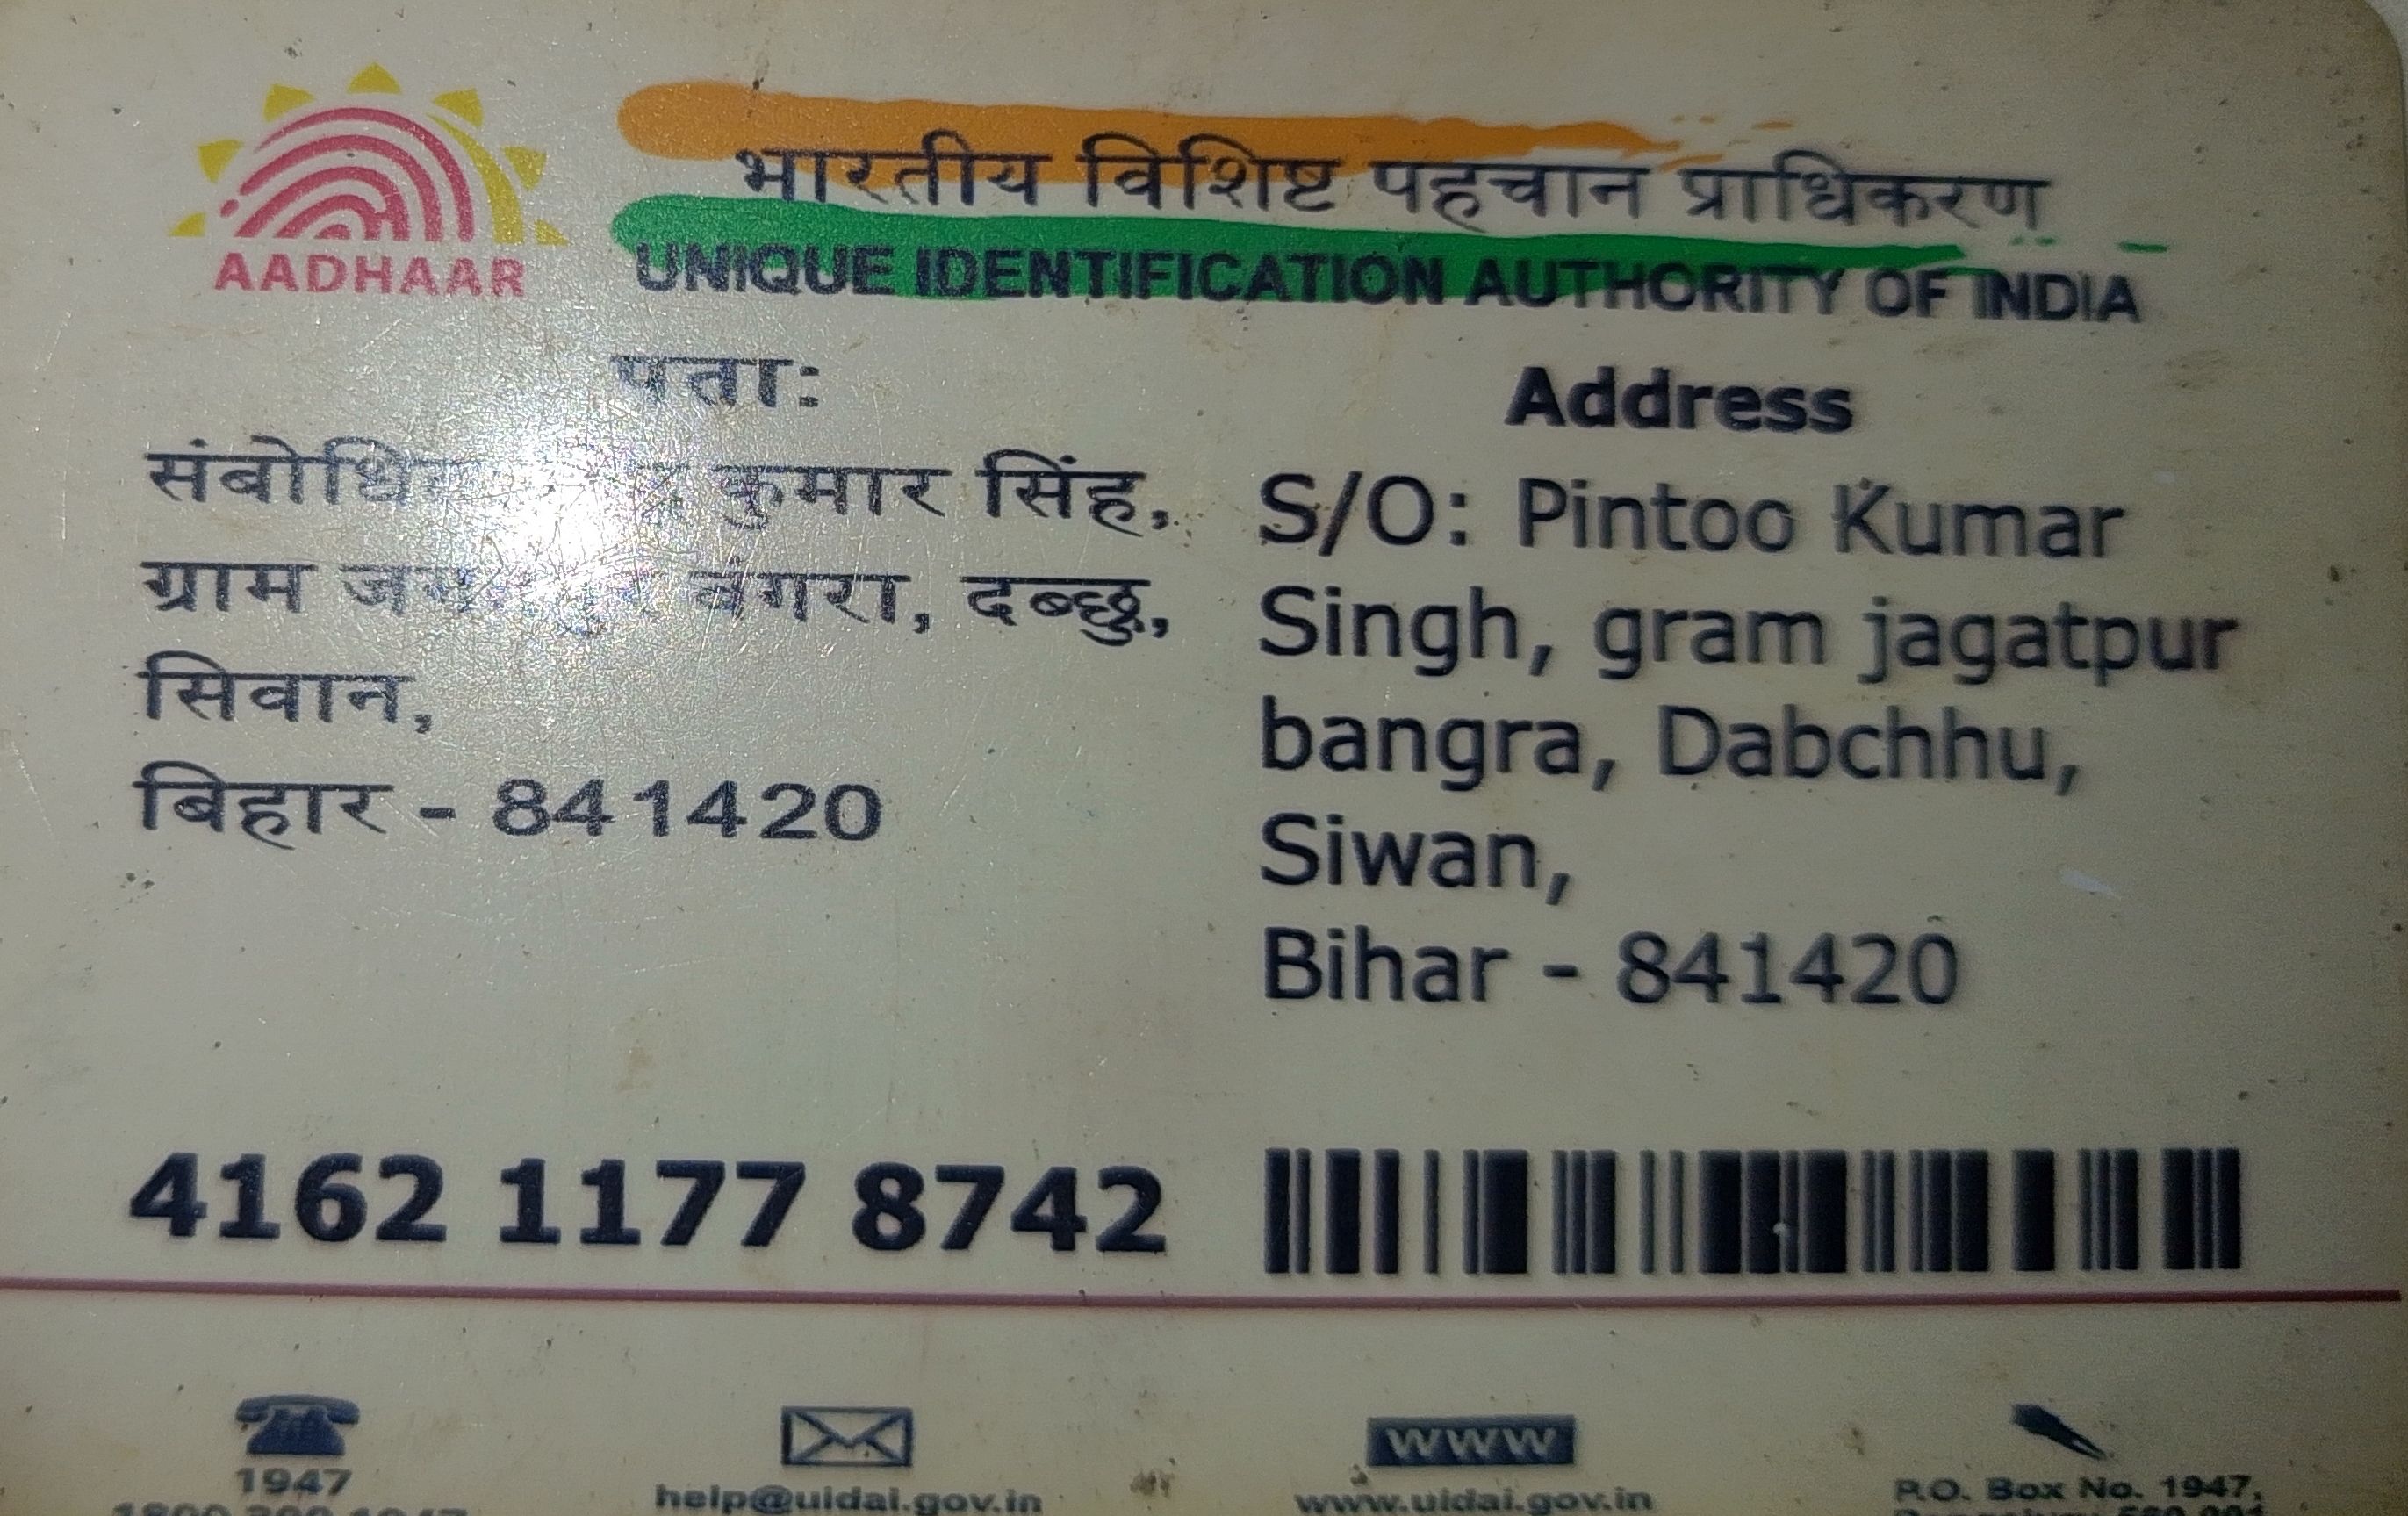 AADHAAR
भारतीय विशिष्ट पहचान प्राधिकरण
UNIQUE IDENTIFICATION AUTHORITY OF INDIA
पता:
कुमार सिंह,
ग्राम बंगरा, दब्छु,
सिवान,
बिहार - 841420
Address
S/O: Pintoo Kumar
Singh, gram jagatpur
bangra, Dabchhu,
Siwan,
Bihar - 841420
4162 1177 8742
1947
help@uidai.gov.in
WWW
www.uidai.gov.in
P.O. Box No. 1947,